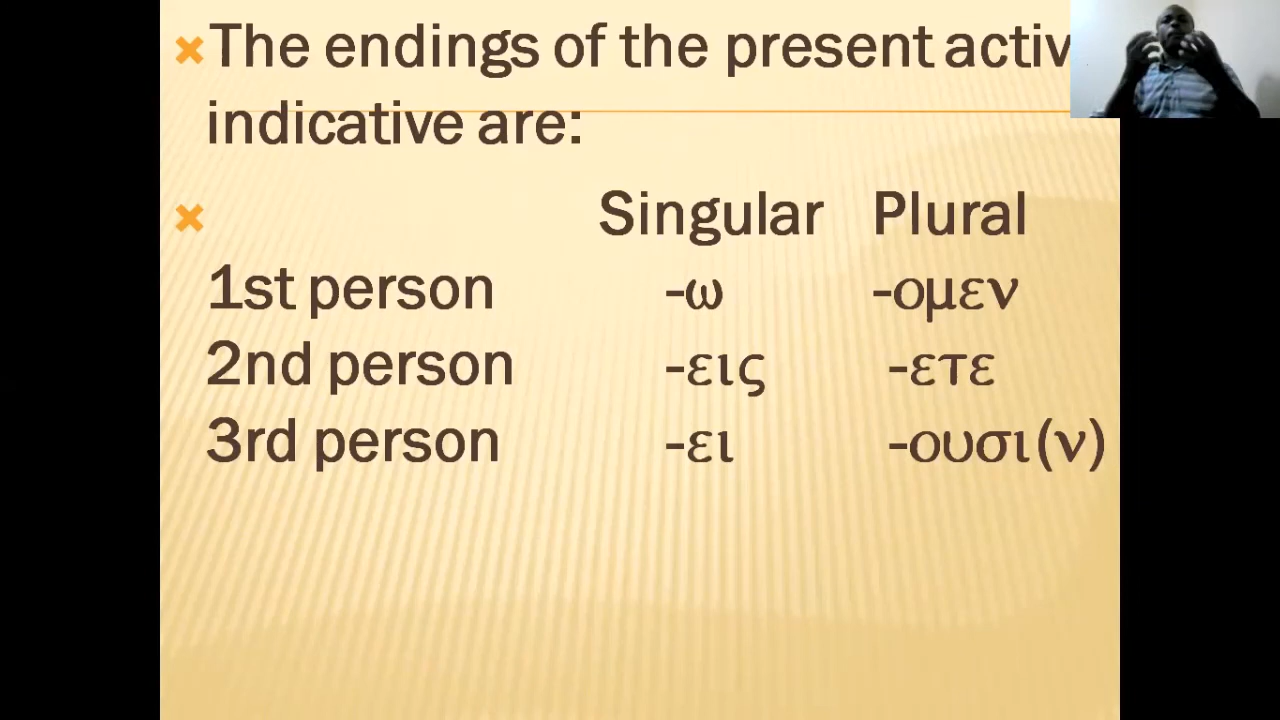 The endings of the present activ
indicative are:
Singular Plural
1st person -ω -ομεν
2nd person -εις -ετε
3rd person -ει -ουσι(ν)